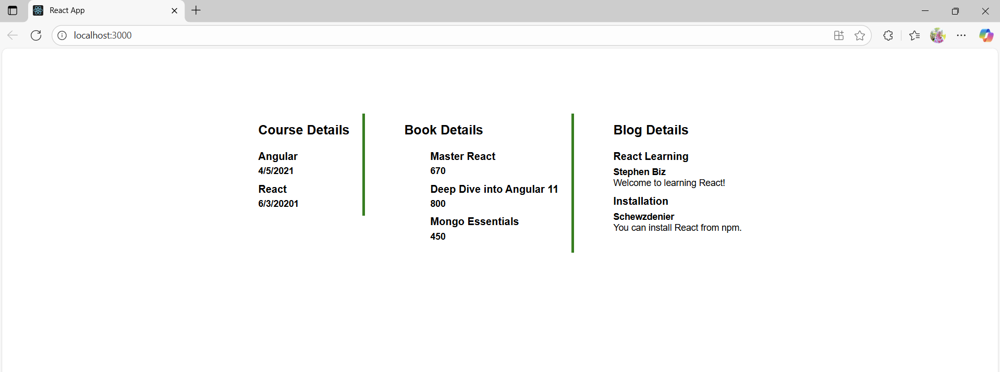 React App
localhost:3000
Course Details
Angular
4/5/2021
React
6/3/20201
Book Details
Master React
670
Deep Dive into Angular 11
800
Mongo Essentials
450
Blog Details
React Learning
Stephen Biz
Welcome to learning React!
Installation
Schewzdenier
You can install React from npm.